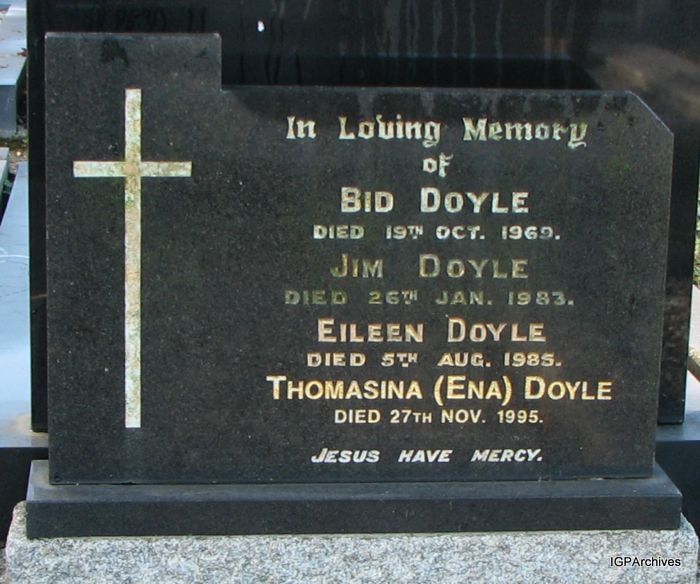 In Loving Memory
of
BID DOYLE
DIED 19TH OCT. 1969.
JIM DOYLE
DIED 26TH JAN. 1983.
EILEEN DOYLE
DIED 5TH AUG. 1985.
THOMASINA (ENA) DOYLE
DIED 27TH NOV. 1995.
JESUS HAVE MERCY.
IGPArchives